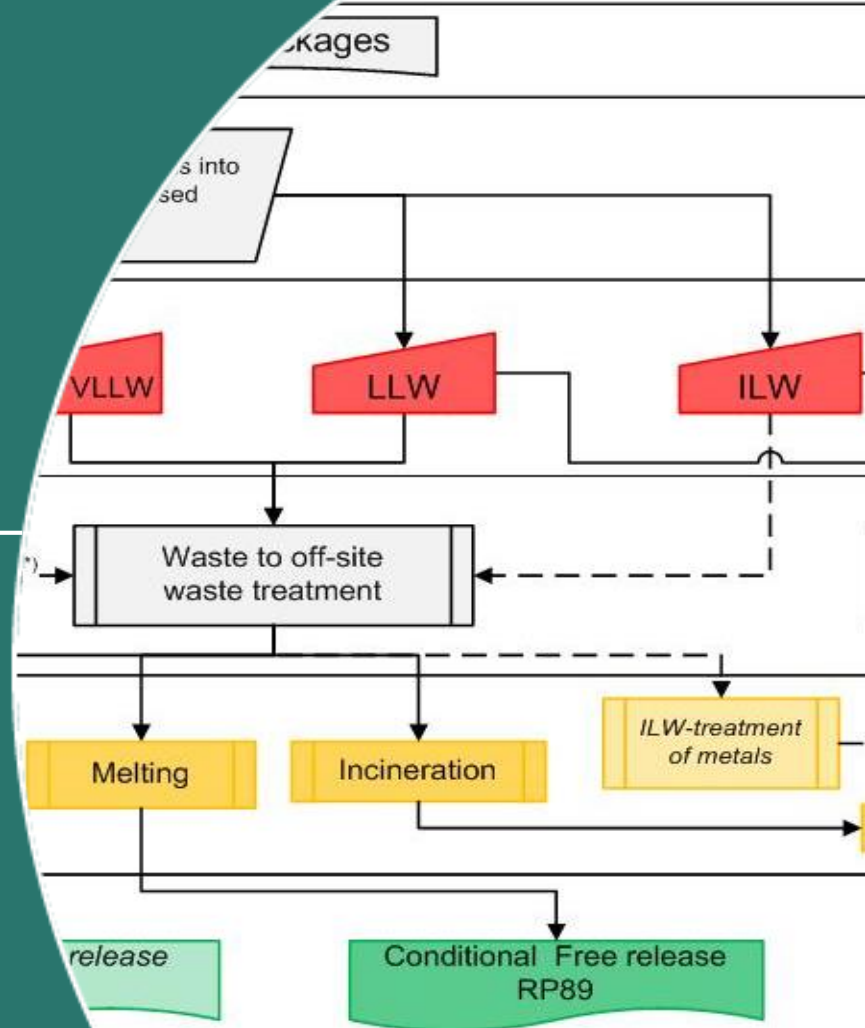 s into
sed
VLLW
LLW
ILW
Waste to off-site
waste treatment
*)
Melting
Incineration
ILW-treatment
of metals
release
Conditional Free release
RP89